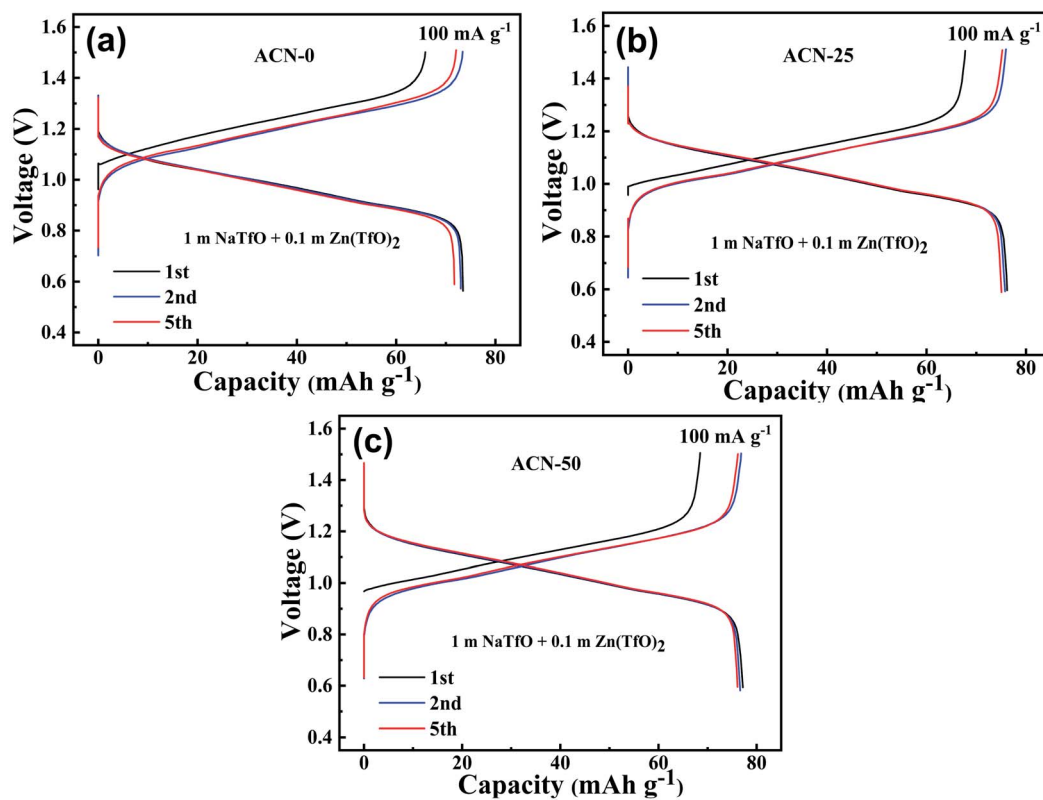 (a)
ACN-0
100 mA g⁻¹
1.6
1.4
1.2
1.0
0.8
0.6
0.4
Voltage (V)
1 m NaTfO + 0.1 m Zn(TfO)₂
1st
2nd
5th
0 20 40 60 80
Capacity (mAh g⁻¹)
(b)
ACN-25
100 mA g⁻¹
1.6
1.4
1.2
1.0
0.8
0.6
0.4
Voltage (V)
1 m NaTfO + 0.1 m Zn(TfO)₂
1st
2nd
5th
0 20 40 60 80
Capacity (mAh g⁻¹)
(c)
ACN-50
100 mA g⁻¹
1.6
1.4
1.2
1.0
0.8
0.6
0.4
Voltage (V)
1 m NaTfO + 0.1 m Zn(TfO)₂
1st
2nd
5th
0 20 40 60 80
Capacity (mAh g⁻¹)